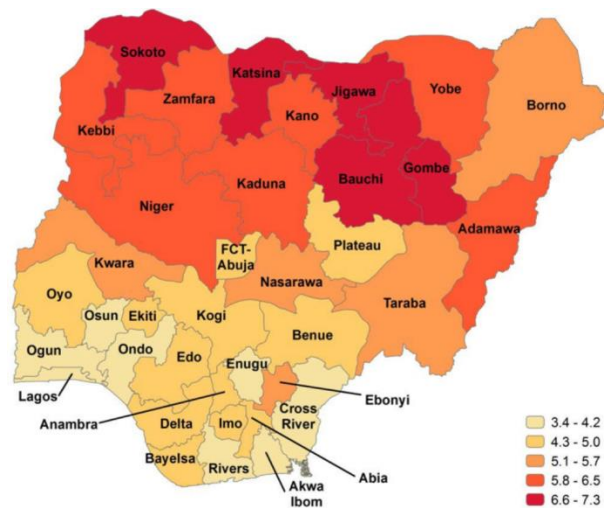 Sokoto
Katsina
Jigawa
Yobe
Borno
Zamfara
Kano
Kebbi
Bauchi
Gombe
Kaduna
Niger
Adamawa
FCT-
Abuja
Plateau
Kwara
Nasarawa
Taraba
Oyo
Osun
Ekiti
Kogi
Benue
Ogun
Ondo
Edo
Enugu
Lagos
Ebonyi
Anambra
Cross
River
Delta
Imo
Bayelsa
Rivers
Abia
Akwa
Ibom
3.4 - 4.2
4.3 - 5.0
5.1 - 5.7
5.8 - 6.5
6.6 - 7.3